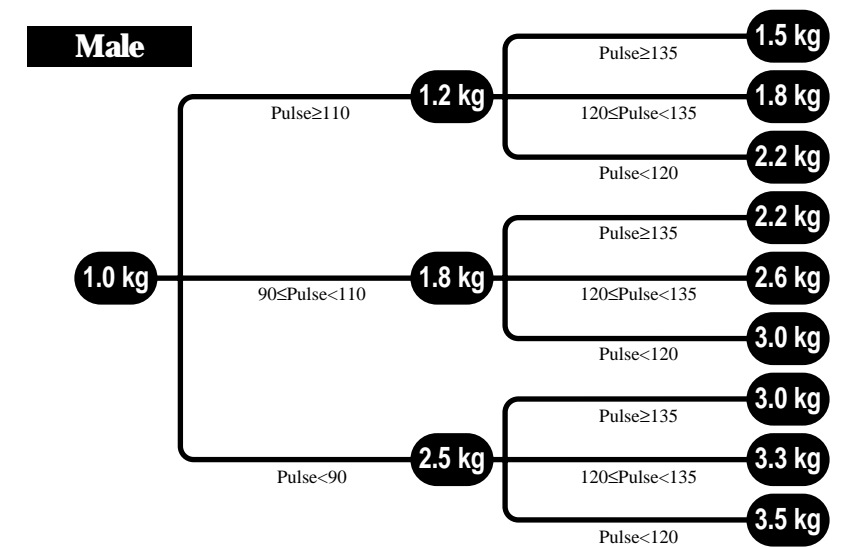 Male
1.5 kg
Pulse≥135
1.2 kg
1.8 kg
Pulse≥110
120≤Pulse<135
2.2 kg
Pulse<120
2.2 kg
Pulse≥135
1.0 kg
1.8 kg
2.6 kg
90≤Pulse<110
120≤Pulse<135
3.0 kg
Pulse<120
3.0 kg
Pulse≥135
2.5 kg
3.3 kg
Pulse<90
120≤Pulse<135
3.5 kg
Pulse<120